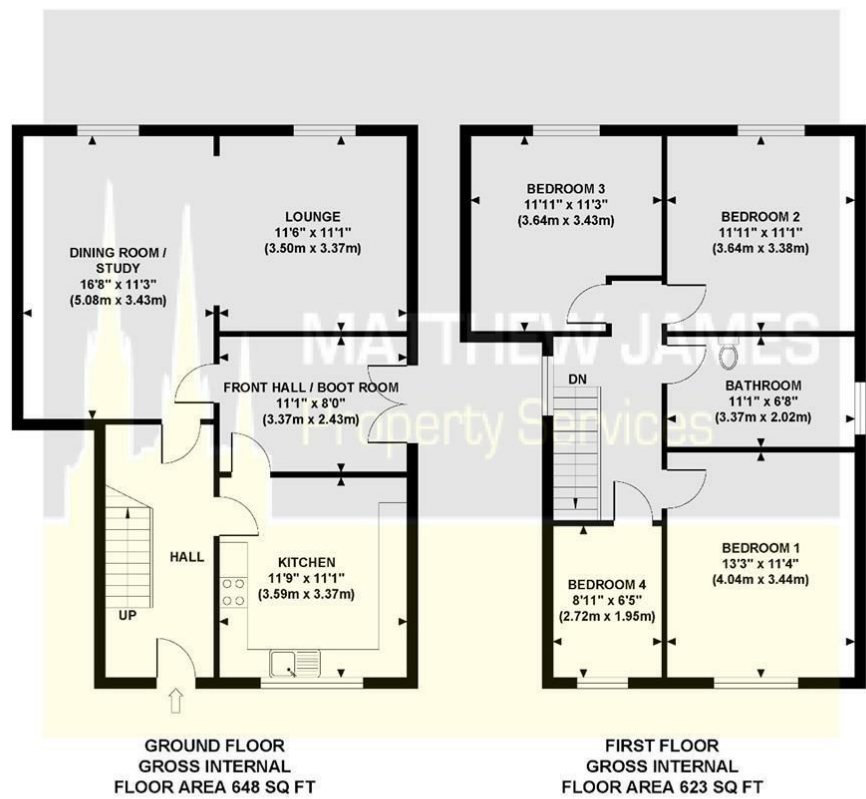 DINING ROOM /
STUDY
16'8" x 11'3"
(5.08m x 3.43m)
LOUNGE
11'6" x 11'1"
(3.50m x 3.37m)
FRONT HALL / BOOT ROOM
11'1" x 8'0"
(3.37m x 2.43m)
HALL
UP
KITCHEN
11'9" x 11'1"
(3.59m x 3.37m)
GROUND FLOOR
GROSS INTERNAL
FLOOR AREA 648 SQ FT
BEDROOM 3
11'11" x 11'3"
(3.64m x 3.43m)
BEDROOM 2
11'11" x 11'1"
(3.64m x 3.38m)
MATTHEW JAMES
Property Services
DN
BATHROOM
11'1" x 6'8"
(3.37m x 2.02m)
BEDROOM 4
8'11" x 6'5"
(2.72m x 1.95m)
BEDROOM 1
13'3" x 11'4"
(4.04m x 3.44m)
FIRST FLOOR
GROSS INTERNAL
FLOOR AREA 623 SQ FT